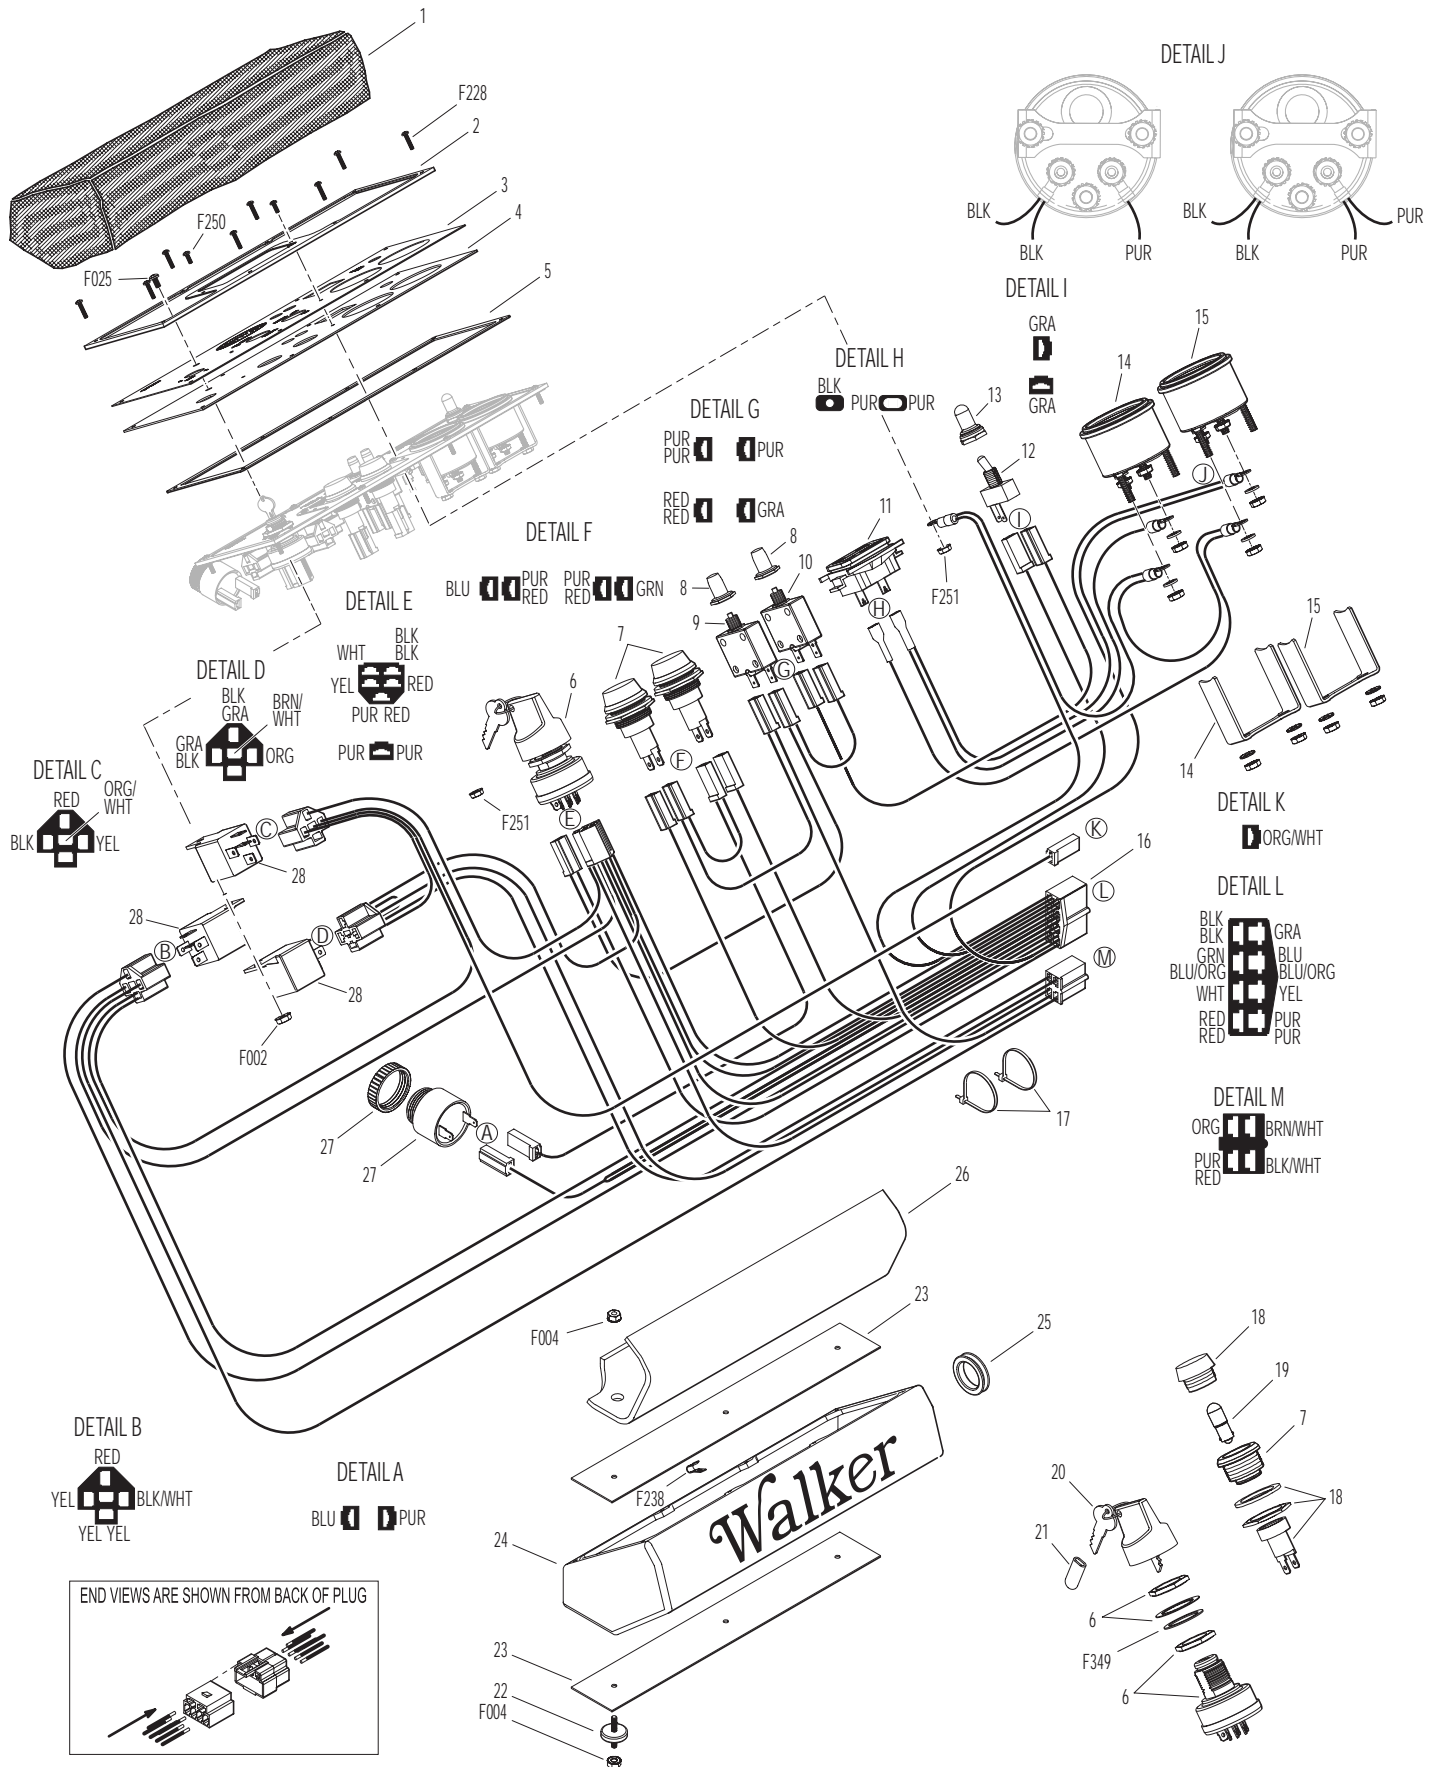 1
DETAIL J
F228
2
3
F250
4
BLK
PUR
F025
BLK
BLK
PUR
BLK
PUR
5
DETAIL I
GRA
GRA
15
14
DETAIL H
BLK
PUR
PUR
13
DETAIL G
PUR
PUR
PUR
RED
RED
GRA
12
11
J
I
DETAIL F
BLU
PUR
RED
PUR
RED
GRN
8
8
10
9
H
F251
DETAIL E
WHT
BLK
BLK
YEL
RED
PUR RED
PUR
PUR
7
6
G
15
DETAIL D
BLK
GRA
BRN/
WHT
GRA
BLK
ORG
14
F
DETAIL C
RED
ORG/
WHT
BLK
YEL
F251
E
C
28
DETAIL K
ORG/WHT
K
16
L
DETAIL L
BLK
BLK
GRA
GRN
BLU/ORG
BLU
BLU/ORG
WHT
YEL
RED
RED
PUR
PUR
28
B
D
28
M
F002
DETAIL M
ORG
BRN/WHT
PUR
RED
BLK/WHT
27
27
A
17
26
F004
23
25
18
19
7
DETAIL B
RED
YEL
BLK/WHT
YEL YEL
DETAIL A
BLU
PUR
F238
Walker
24
20
18
21
6
F349
6
END VIEWS ARE SHOWN FROM BACK OF PLUG
23
22
F004